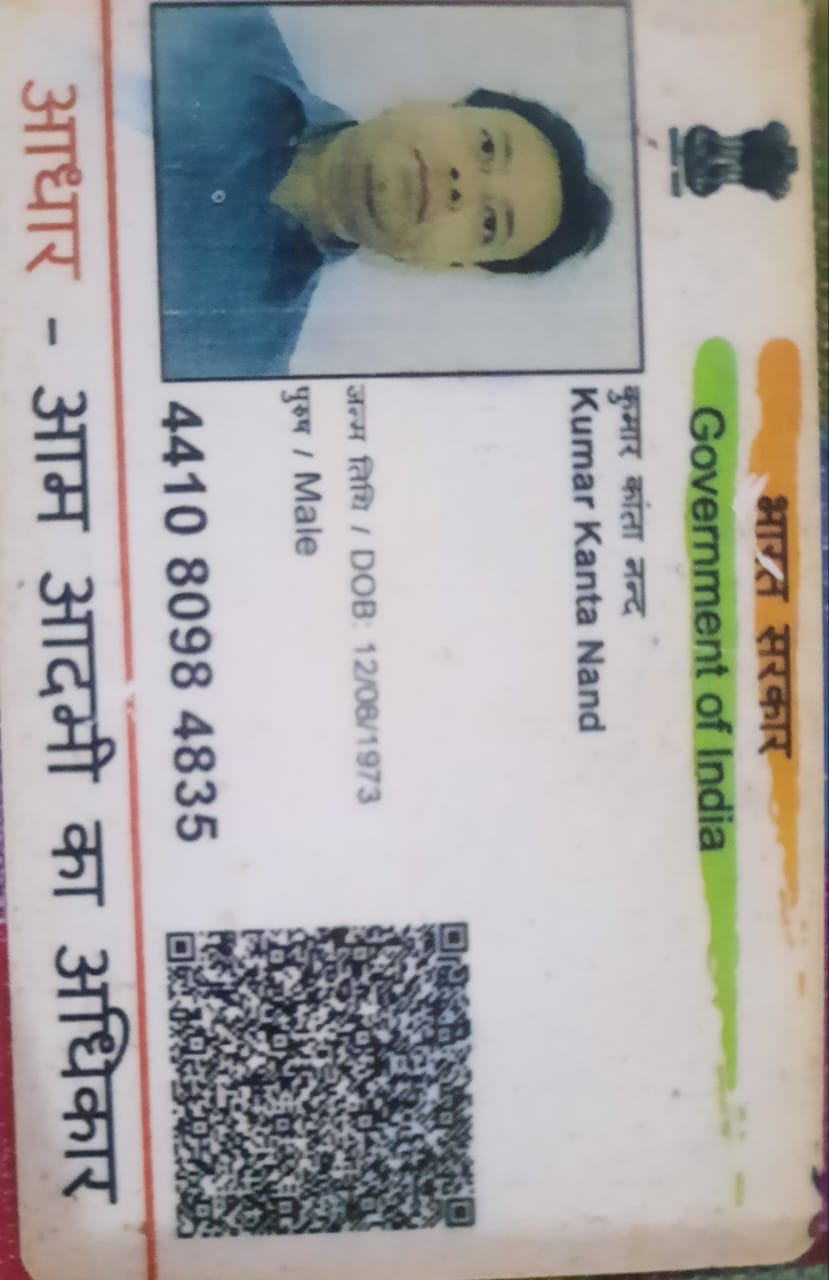 भारत सरकार
Government of India
कुमार कांता नन्द
Kumar Kanta Nand
जन्म तिथि / DOB: 12/08/1973
पुरुष / Male
4410 8098 4835
आधार - आम आदमी का अधिकार